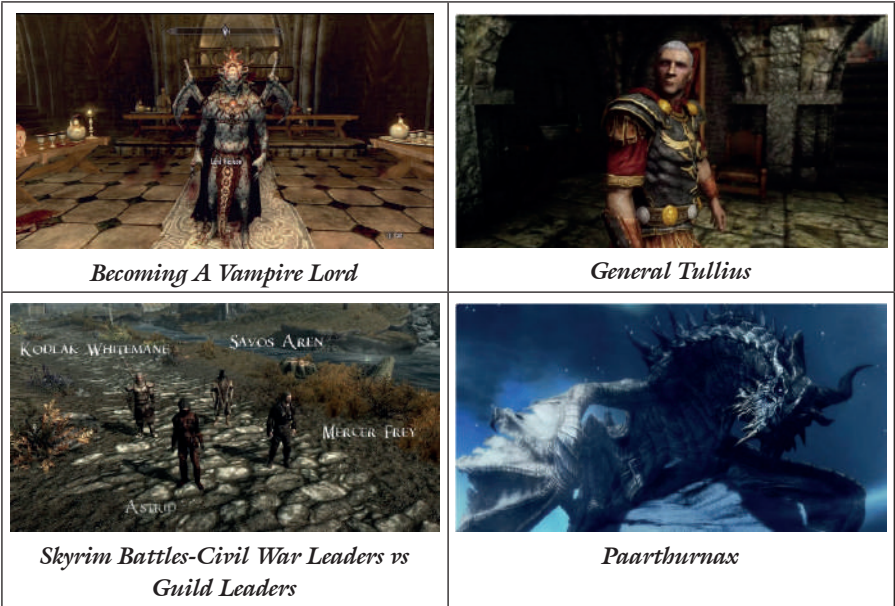 Becoming A Vampire Lord
General Tullius
KODLAK WHITEMANE
SAVOS AREN
MERCER FREY
ASTRID
Skyrim Battles-Civil War Leaders vs
Guild Leaders
Paarthurnax